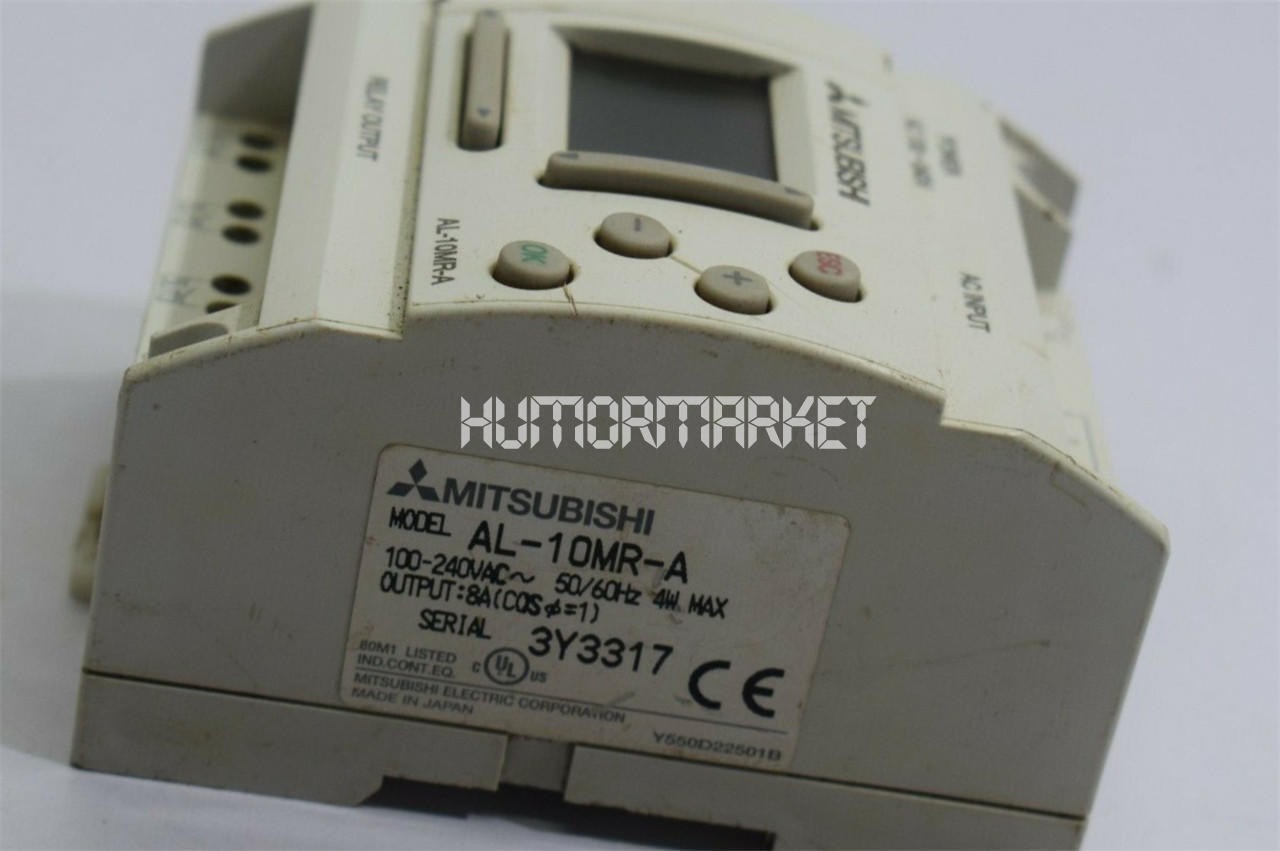 RELAY OUTPUT
MITSUBISHI
POWER
AC INPUT
AL-10MR-A
OK
-
+
ESC
HUMORMARKET
MITSUBISHI
MODEL AL-10MR-A
100-240VAC~ 50/60Hz 4W MAX
OUTPUT:8A(COSφ=1)
SERIAL 3Y3317
80M1 LISTED
IND.CONT.EQ.
C UL US
CE
MITSUBISHI ELECTRIC CORPORATION
MADE IN JAPAN
Y550D22501B